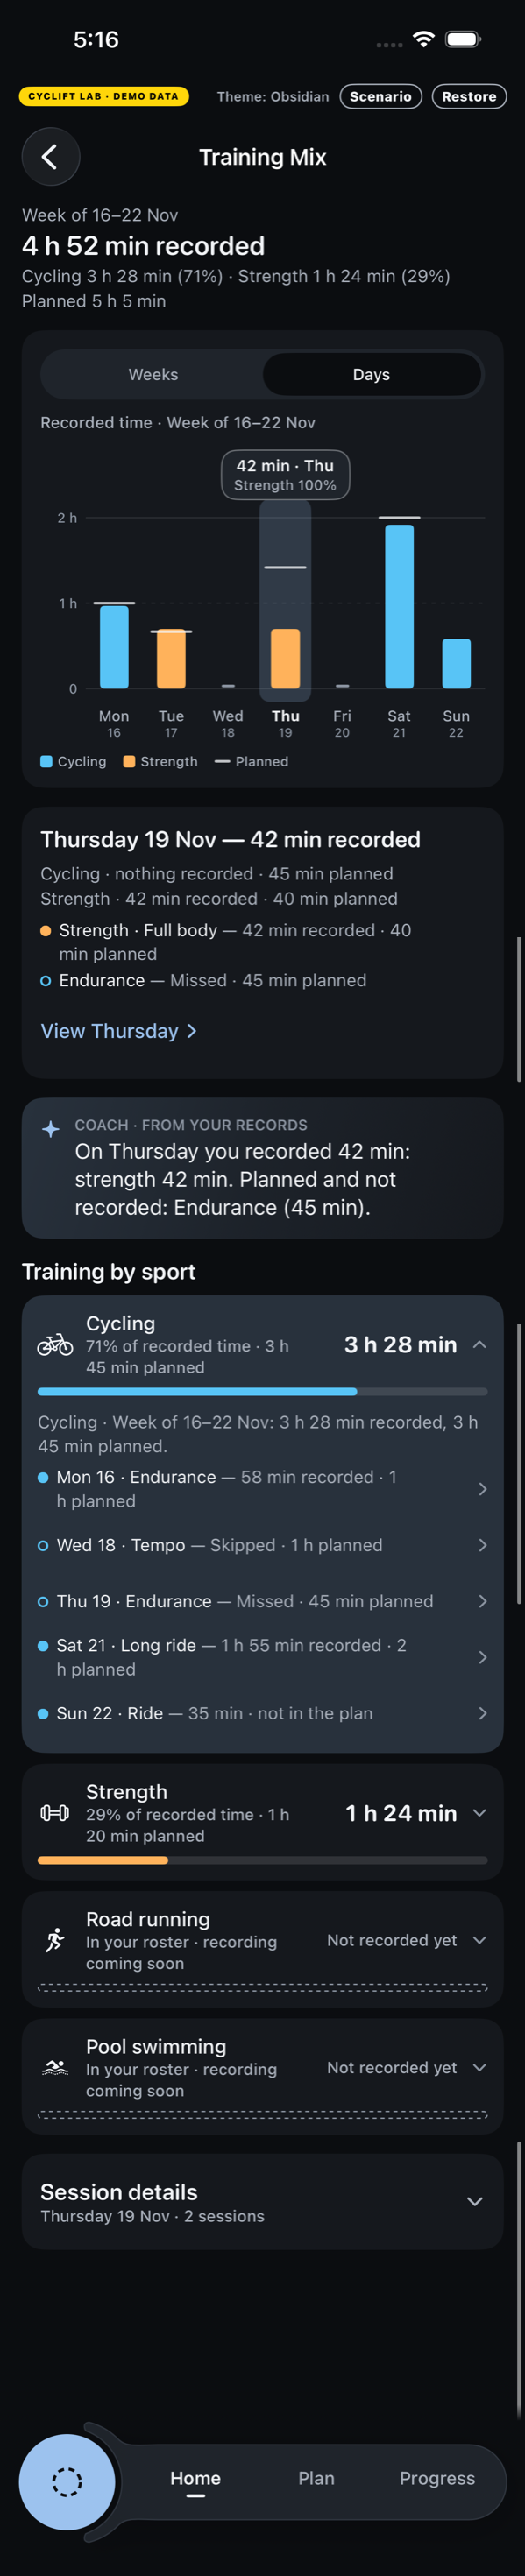 5:16
CYCLIFT LAB · DEMO DATA
Theme: Obsidian
Scenario
Restore
Training Mix
Week of 16–22 Nov
4 h 52 min recorded
Cycling 3 h 28 min (71%) · Strength 1 h 24 min (29%)
Planned 5 h 5 min
Weeks
Days
Recorded time · Week of 16–22 Nov
42 min · Thu
Strength 100%
2 h
1 h
0
Mon
16
Tue
17
Wed
18
Thu
19
Fri
20
Sat
21
Sun
22
Cycling
Strength
Planned
Thursday 19 Nov — 42 min recorded
Cycling · nothing recorded · 45 min planned
Strength · 42 min recorded · 40 min planned
Strength · Full body — 42 min recorded · 40
min planned
Endurance — Missed · 45 min planned
View Thursday
COACH · FROM YOUR RECORDS
On Thursday you recorded 42 min:
strength 42 min. Planned and not
recorded: Endurance (45 min).
Training by sport
Cycling
71% of recorded time · 3 h
45 min planned
3 h 28 min
Cycling · Week of 16–22 Nov: 3 h 28 min recorded, 3 h
45 min planned.
Mon 16 · Endurance — 58 min recorded · 1
h planned
Wed 18 · Tempo — Skipped · 1 h planned
Thu 19 · Endurance — Missed · 45 min planned
Sat 21 · Long ride — 1 h 55 min recorded · 2
h planned
Sun 22 · Ride — 35 min · not in the plan
Strength
29% of recorded time · 1 h
20 min planned
1 h 24 min
Road running
In your roster · recording
coming soon
Not recorded yet
Pool swimming
In your roster · recording
coming soon
Not recorded yet
Session details
Thursday 19 Nov · 2 sessions
Home
Plan
Progress